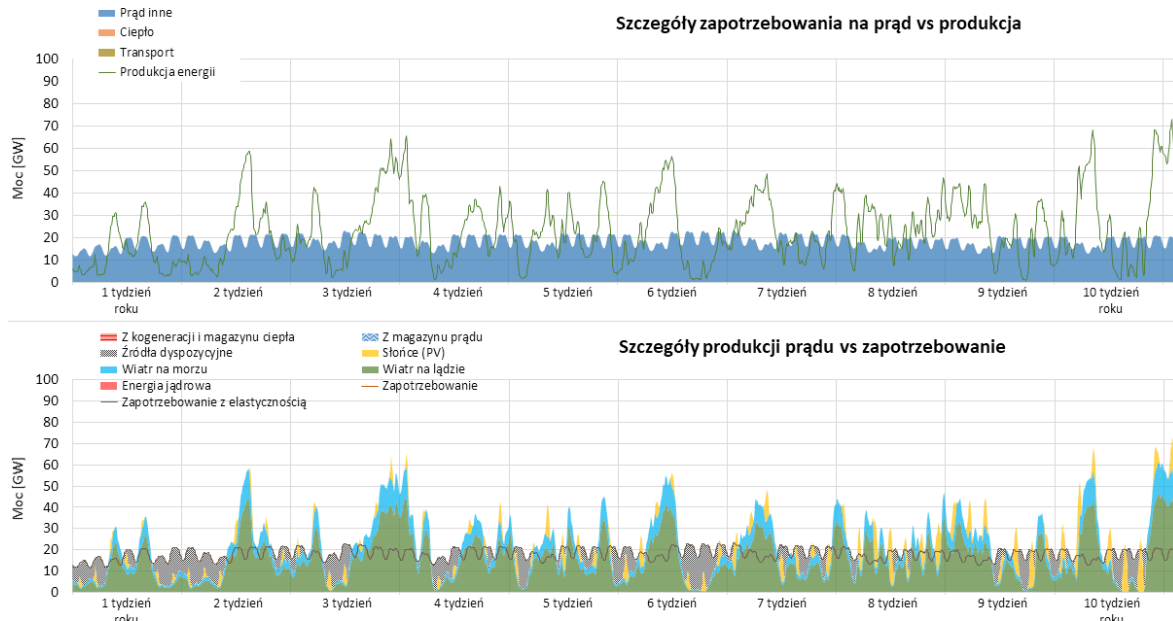 Szczegóły zapotrzebowania na prąd vs produkcja
Prąd inne
Ciepło
Transport
Produkcja energii
Moc [GW]
100
90
80
70
60
50
40
30
20
10
0
1 tydzień roku
2 tydzień
3 tydzień
4 tydzień
5 tydzień
6 tydzień
7 tydzień
8 tydzień
9 tydzień
10 tydzień roku
Szczegóły produkcji prądu vs zapotrzebowanie
Z kogeneracji i magazynu ciepła
Z magazynu prądu
Źródła dyspozycyjne
Słońce (PV)
Wiatr na morzu
Wiatr na lądzie
Energia jądrowa
Zapotrzebowanie
Zapotrzebowanie z elastycznością
Moc [GW]
100
90
80
70
60
50
40
30
20
10
0
1 tydzień roku
2 tydzień
3 tydzień
4 tydzień
5 tydzień
6 tydzień
7 tydzień
8 tydzień
9 tydzień
10 tydzień roku